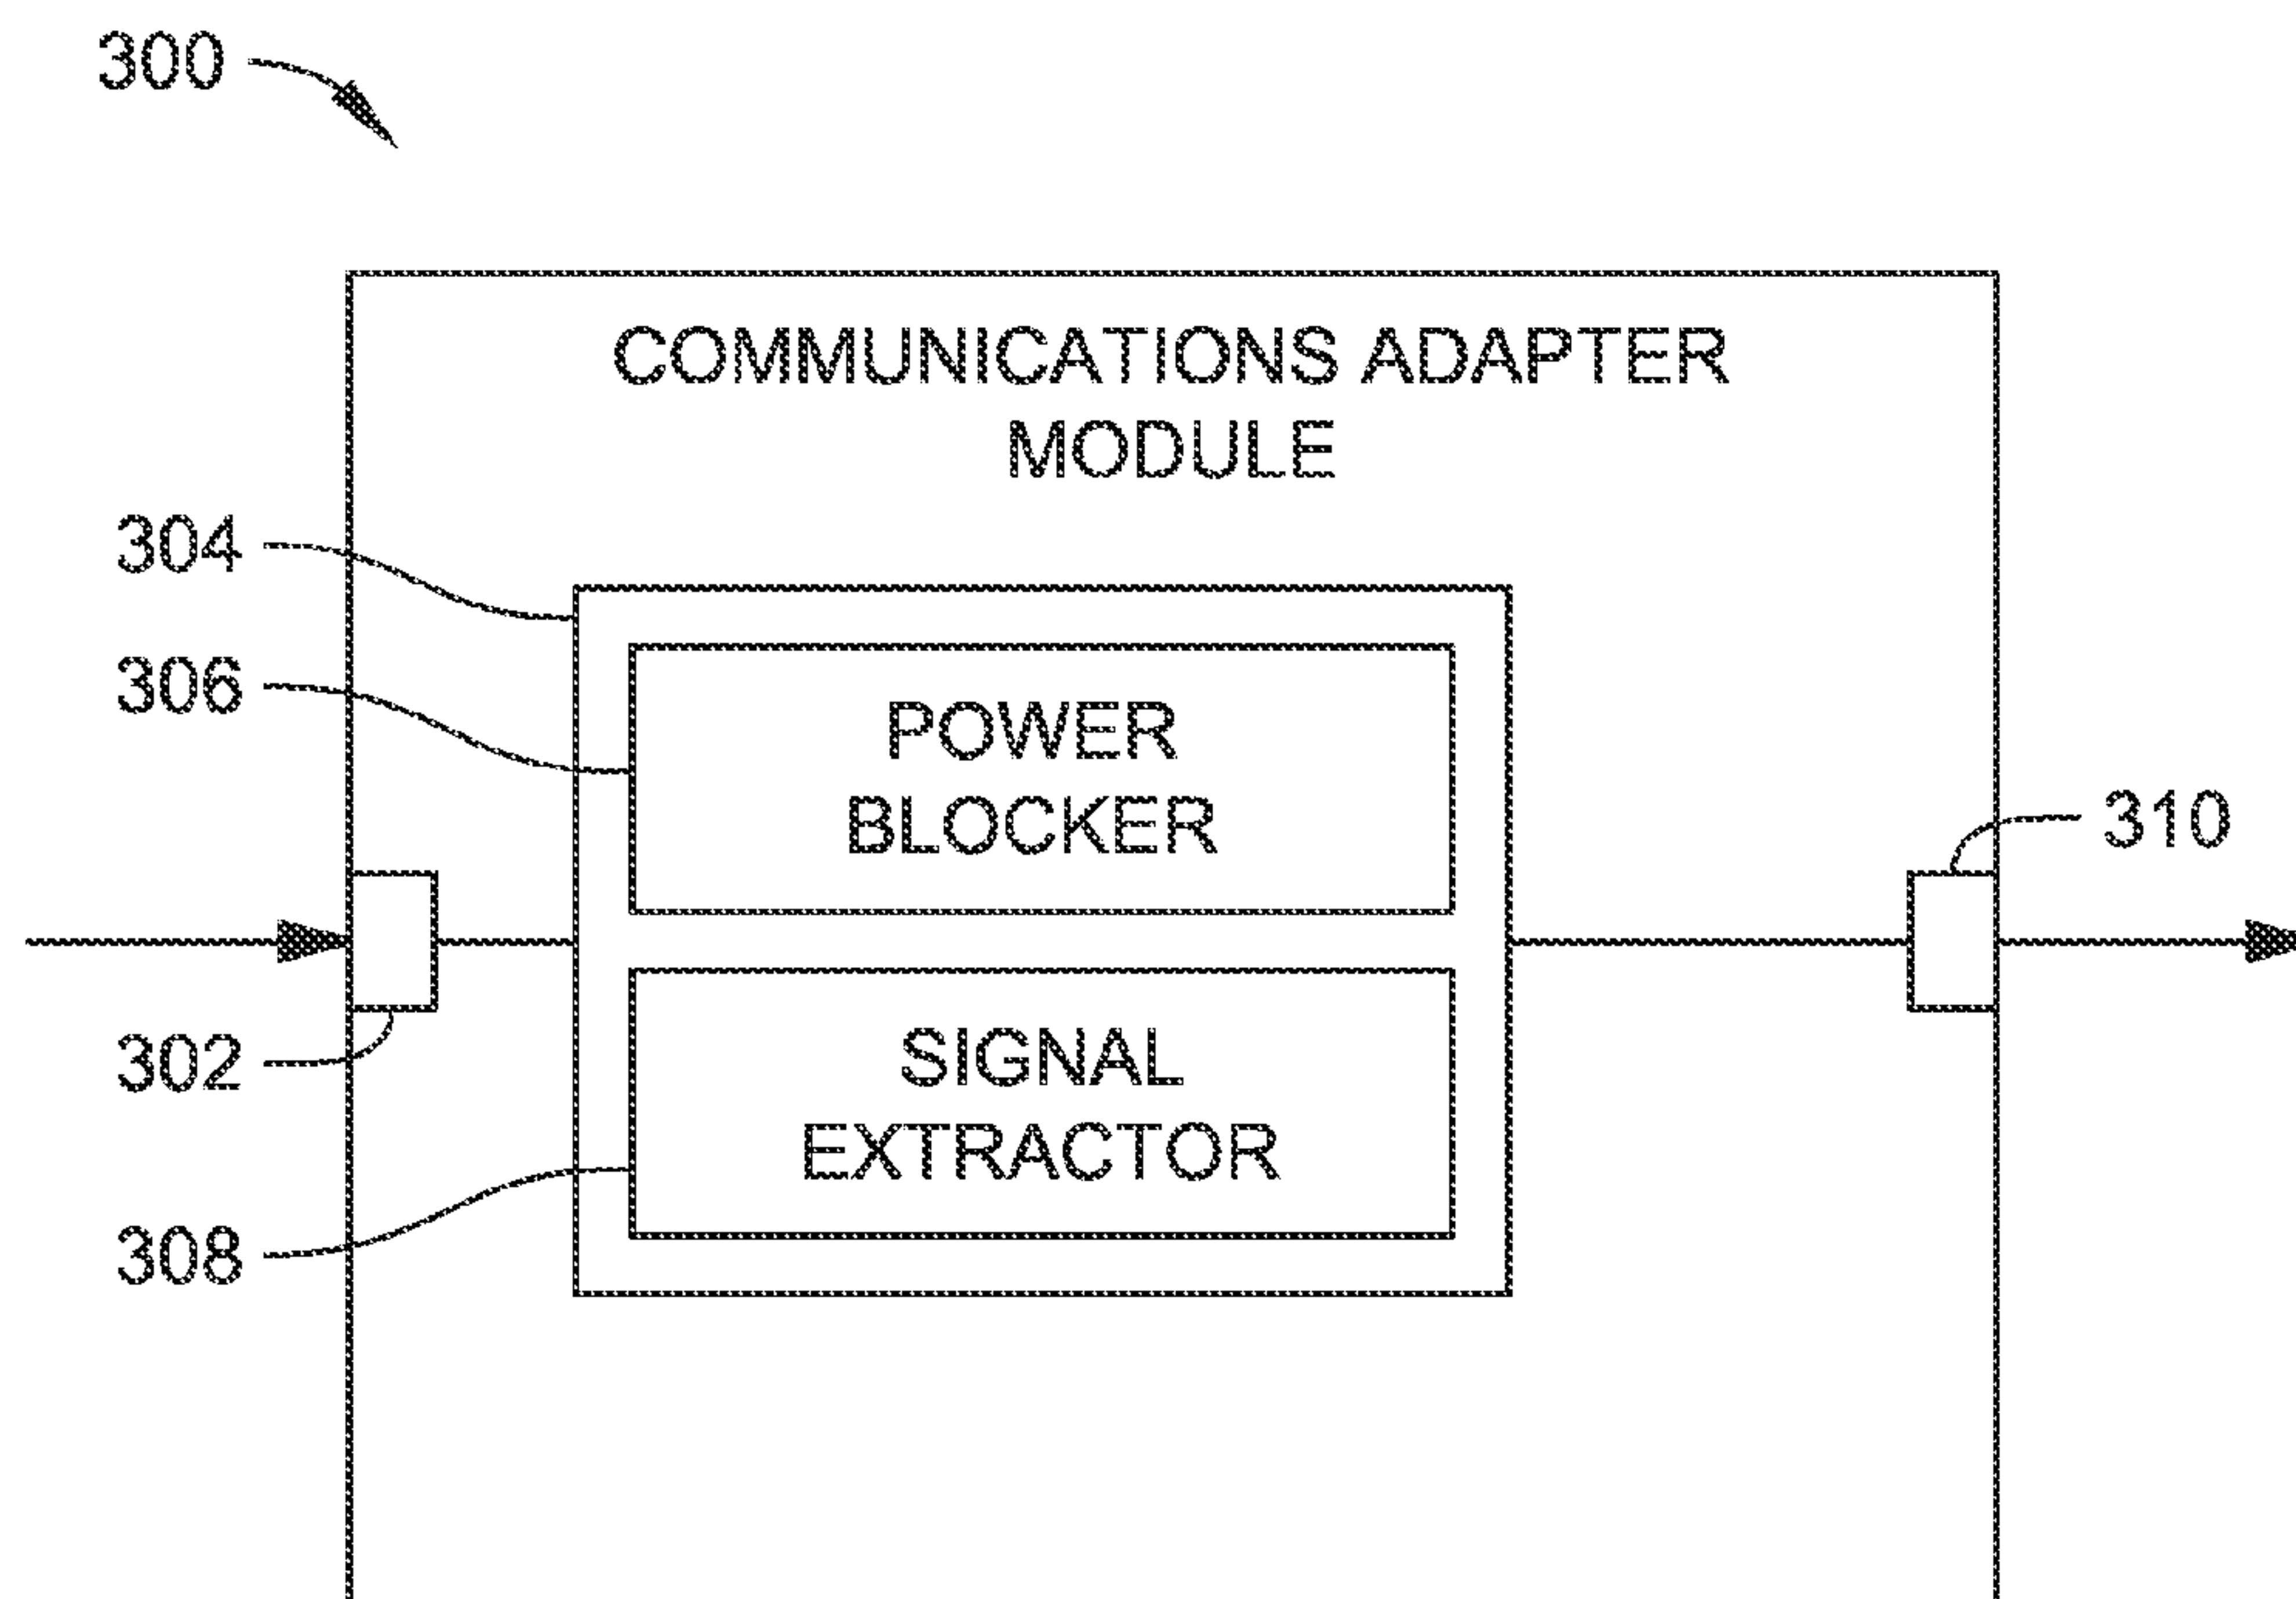 300
COMMUNICATIONS ADAPTER
MODULE
304
306
POWER
BLOCKER
310
302
SIGNAL
EXTRACTOR
308